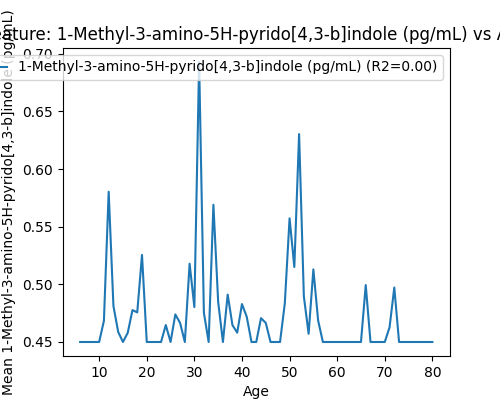 ature: 1-Methyl-3-amino-5H-pyrido[4,3-b]indole (pg/mL) vs A
1-Methyl-3-amino-5H-pyrido[4,3-b]indole (pg/mL) (R2=0.00)
Mean 1-Methyl-3-amino-5H-pyrido[4,3-b]indole (pg/mL)
0.70
0.65
0.60
0.55
0.50
0.45
10 20 30 40 50 60 70 80
Age